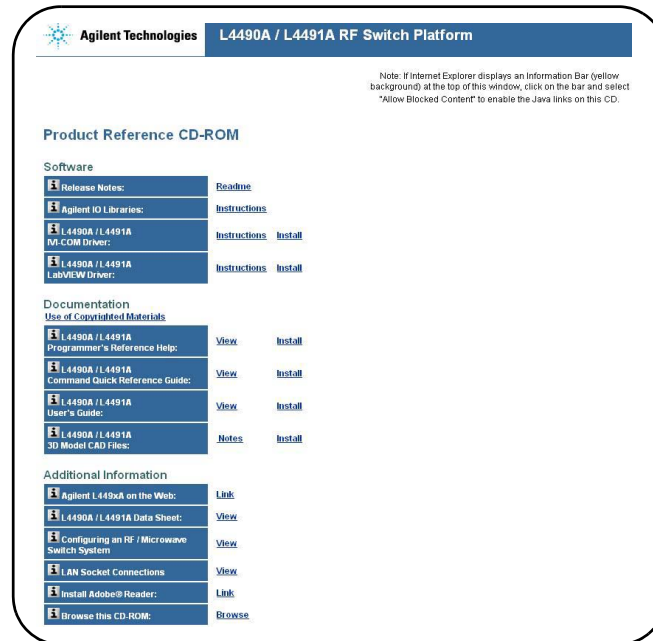 Agilent Technologies L4490A / L4491A RF Switch Platform
Note: If Internet Explorer displays an Information Bar (yellow
background) at the top of this window, click on the bar and select
"Allow Blocked Content" to enable the Java links on this CD.
Product Reference CD-ROM
Software
Release Notes: Readme
Agilent IO Libraries: Instructions
L4490A / L4491A
IVI-COM Driver: Instructions Install
L4490A / L4491A
LabVIEW Driver: Instructions Install
Documentation
Use of Copyrighted Materials
L4490A / L4491A
Programmer's Reference Help: View Install
L4490A / L4491A
Command Quick Reference Guide: View Install
L4490A / L4491A
User's Guide: View Install
L4490A / L4491A
3D Model CAD Files: Notes Install
Additional Information
Agilent L449xA on the Web: Link
L4490A / L4491A Data Sheet: View
Configuring an RF / Microwave
Switch System View
LAN Socket Connections View
Install Adobe® Reader: Link
Browse this CD-ROM: Browse